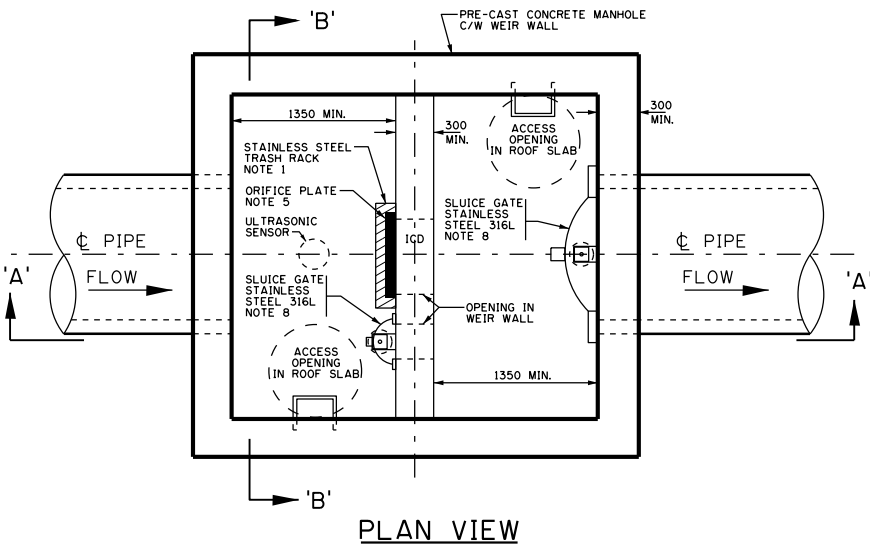 'B'
PRE-CAST CONCRETE MANHOLE
C/W WEIR WALL
1350 MIN.
300
MIN.
ACCESS
OPENING
IN ROOF SLAB
300
MIN.
STAINLESS STEEL
TRASH RACK
NOTE 1
ORIFICE PLATE
NOTE 5
ULTRASONIC
SENSOR
ICD
SLUICE GATE
STAINLESS
STEEL 316L
NOTE 8
℄ PIPE
FLOW
'A'
℄ PIPE
FLOW
'A'
SLUICE GATE
STAINLESS
STEEL 316L
NOTE 8
OPENING IN
WEIR WALL
ACCESS
OPENING
IN ROOF SLAB
1350 MIN.
'B'
PLAN VIEW